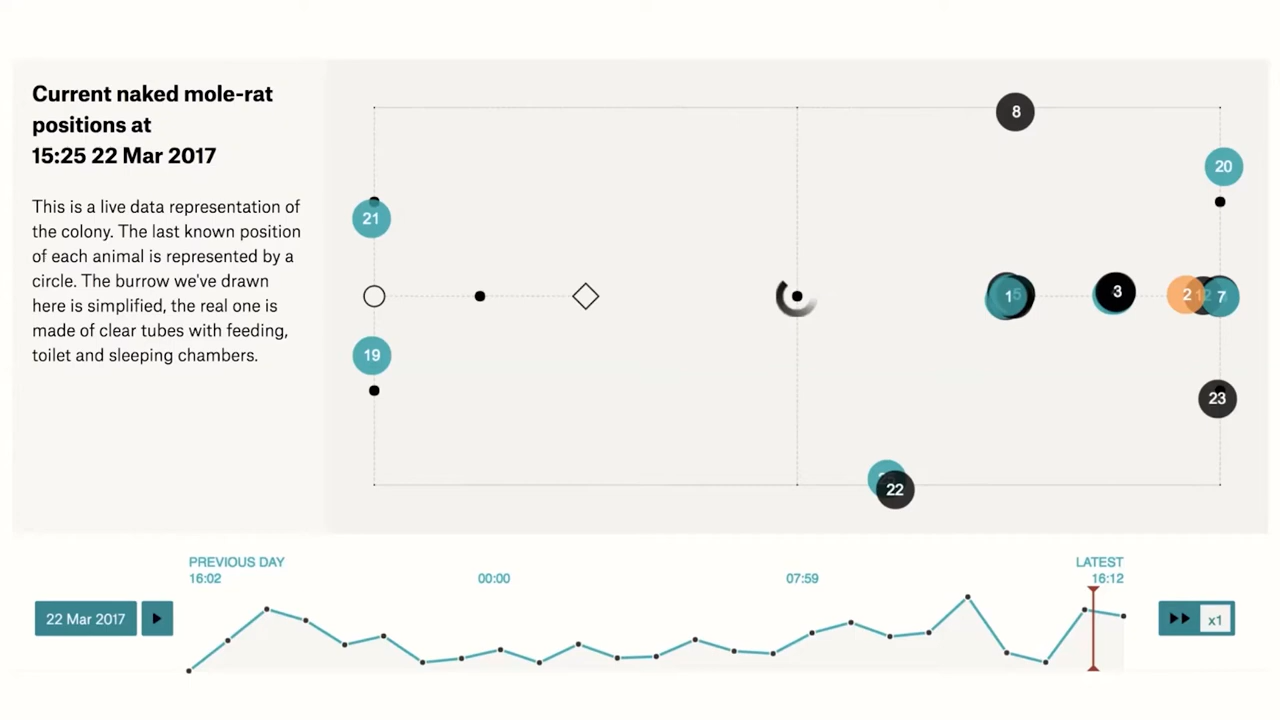 Current naked mole-rat
positions at
15:25 22 Mar 2017
This is a live data representation of
the colony. The last known position
of each animal is represented by a
circle. The burrow we've drawn
here is simplified, the real one is
made of clear tubes with feeding,
toilet and sleeping chambers.
8
20
21
15
3
2
12
7
19
23
22
PREVIOUS DAY
16:02
00:00
07:59
LATEST
16:12
22 Mar 2017
x1